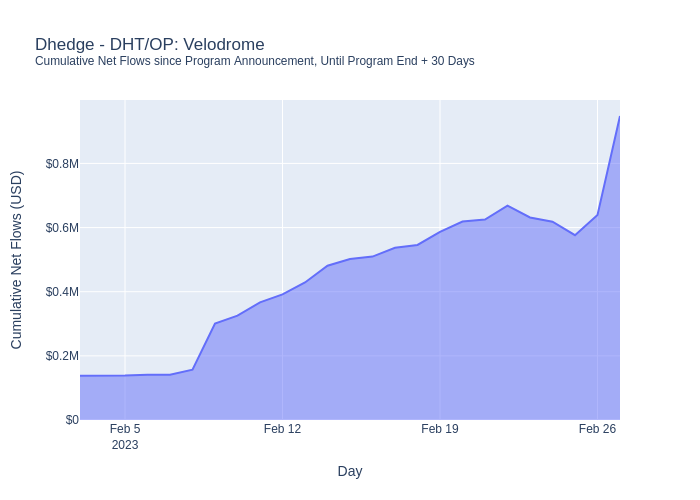 Dhedge - DHT/OP: Velodrome
Cumulative Net Flows since Program Announcement, Until Program End + 30 Days
Cumulative Net Flows (USD)
$0.8M
$0.6M
$0.4M
$0.2M
$0
Feb 5
2023
Feb 12
Feb 19
Feb 26
Day